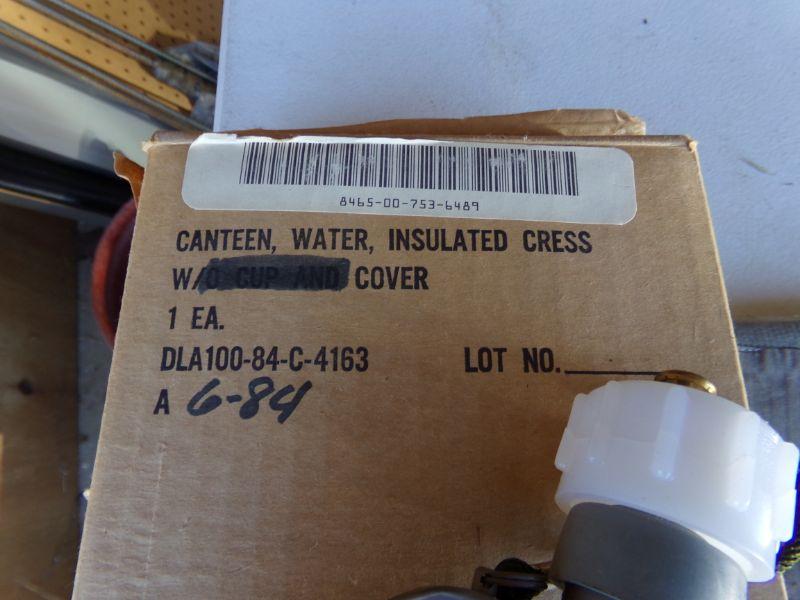 8465-00-753-6489
CANTEEN, WATER, INSULATED CRESS
W/O CUP AND COVER
1 EA.
DLA100-84-C-4163 LOT NO.
A 6-84